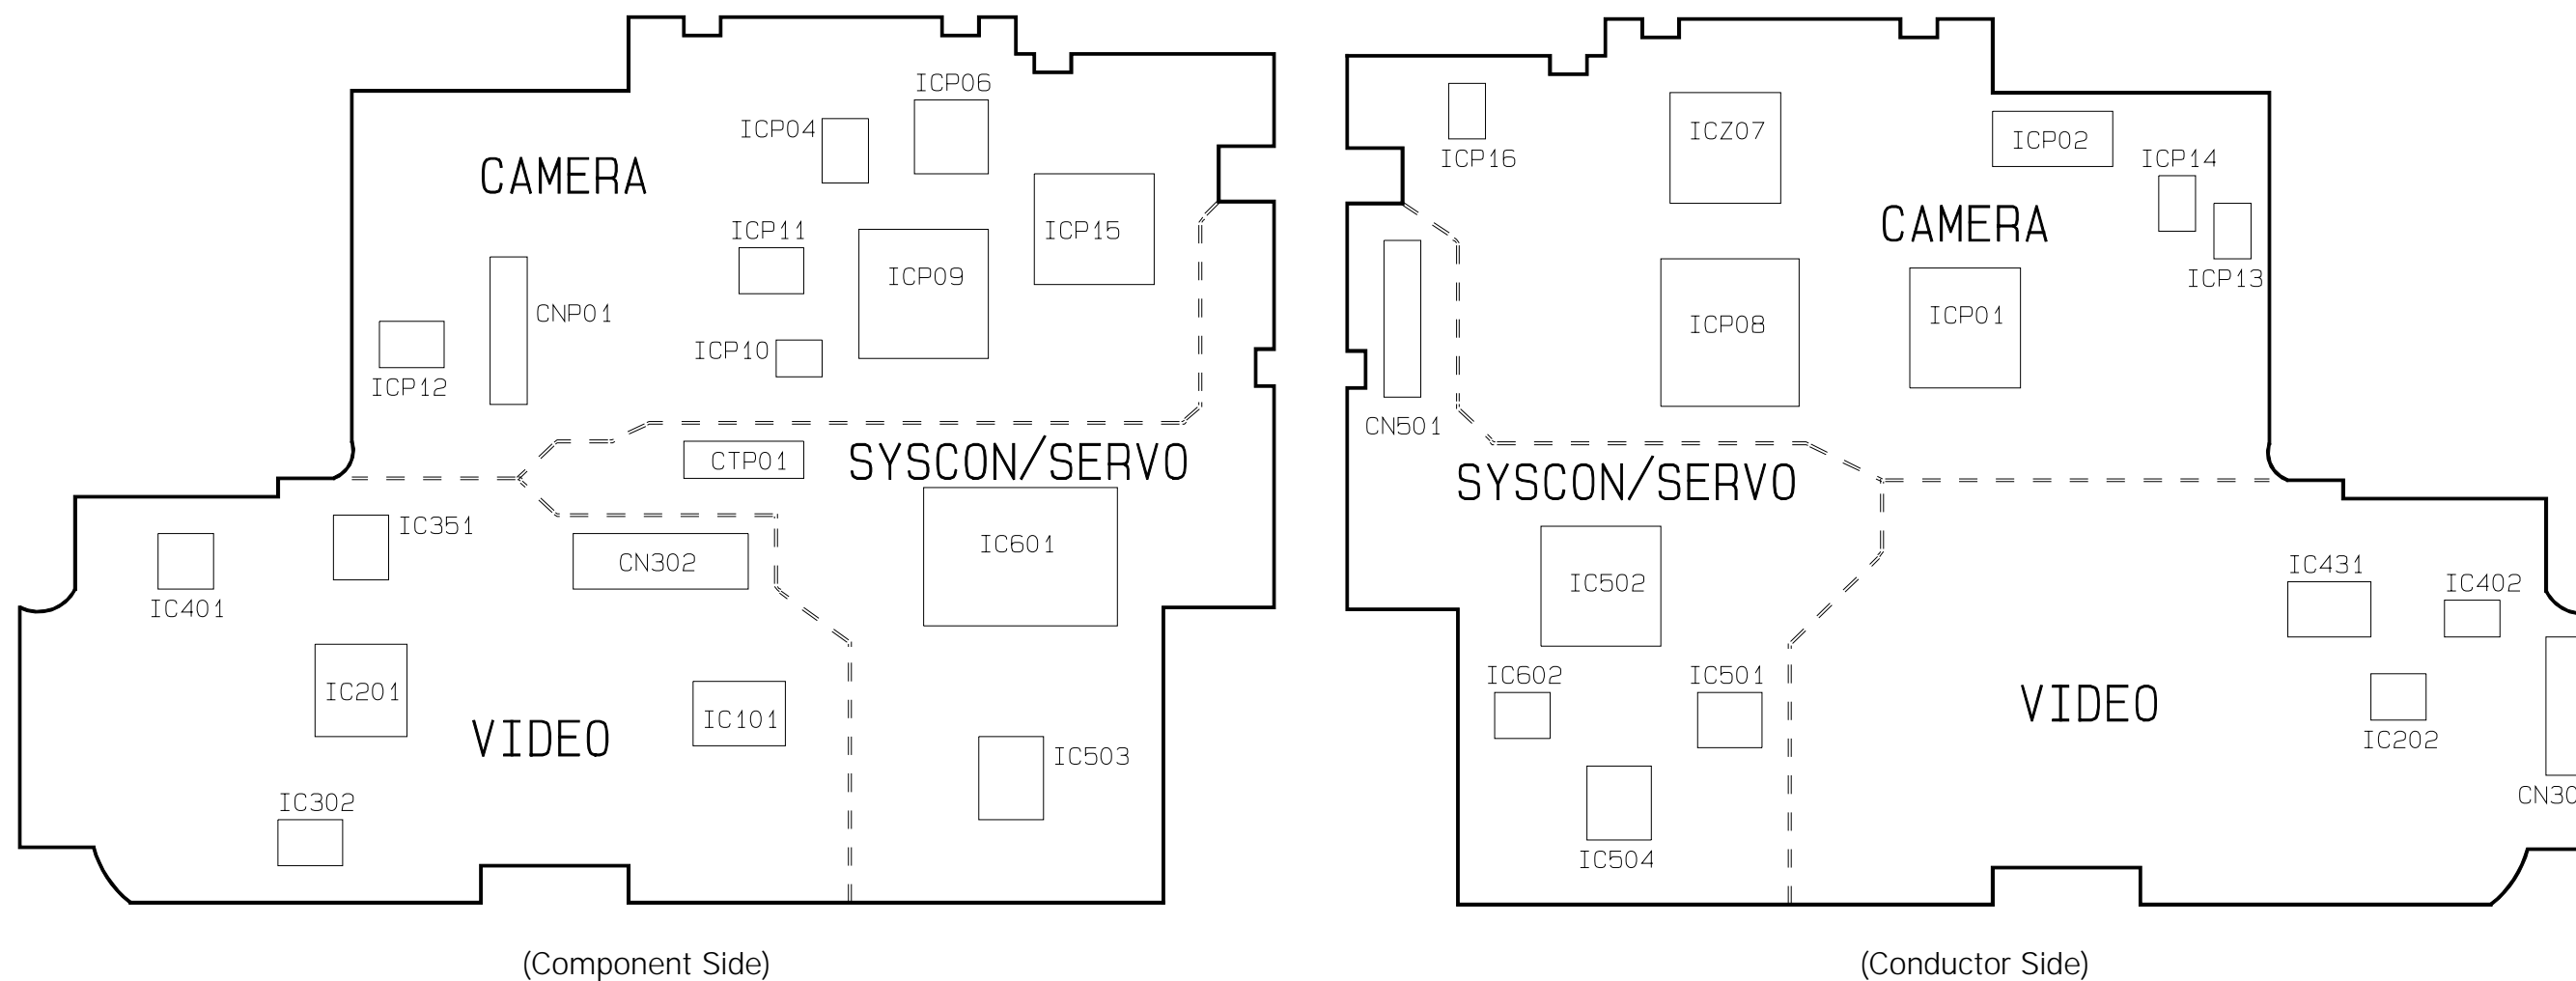 ICP06
ICP04
CAMERA
ICP11
ICP15
ICP09
CNP01
ICP10
ICP12
CTP01
SYSCON/SERVO
IC351
IC601
CN302
IC401
IC201
IC101
VIDEO
IC503
IC302
(Component Side)
ICZ07
ICP02
ICP16
ICP14
CAMERA
ICP13
ICP08
ICP01
CN501
SYSCON/SERVO
IC431
IC502
IC402
IC602
IC501
VIDEO
IC202
CN30
IC504
(Conductor Side)